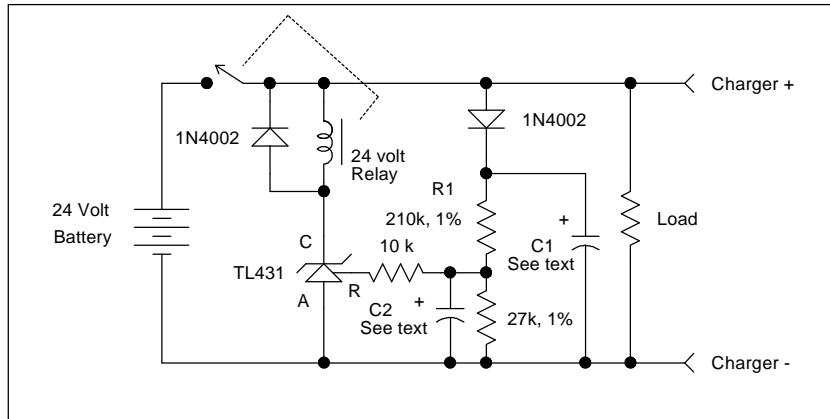 Charger +
1N4002
1N4002
24 volt
Relay
R1
24 Volt
Battery
210k, 1%
+
Load
C
10 k
C1
See text
TL431
A
R
C2
See text
+
27k, 1%
Charger -